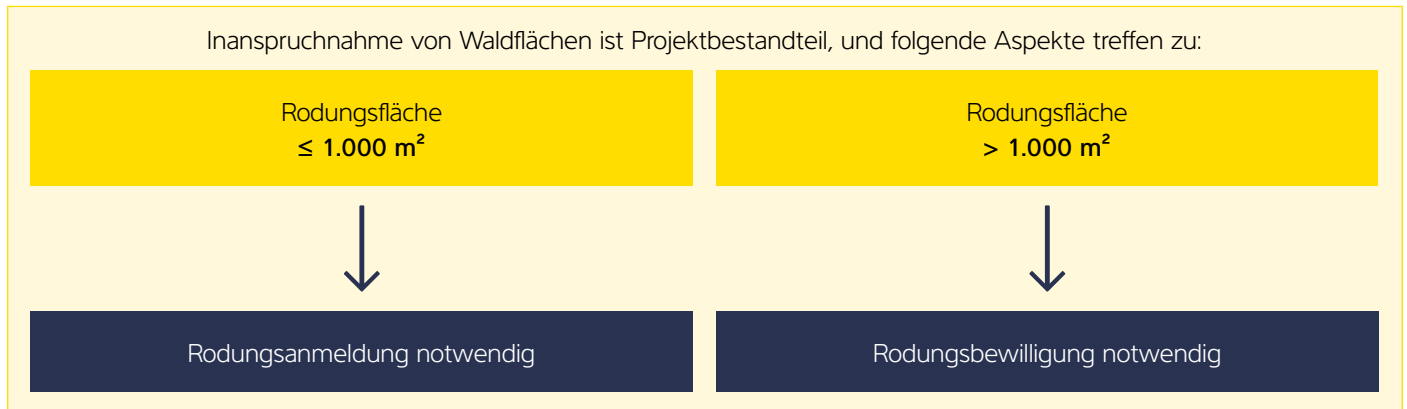 Inanspruchnahme von Waldflächen ist Projektbestandteil, und folgende Aspekte treffen zu:
Rodungsfläche
≤ 1.000 m²
Rodungsfläche
> 1.000 m²
Rodungsanmeldung notwendig
Rodungsbewilligung notwendig